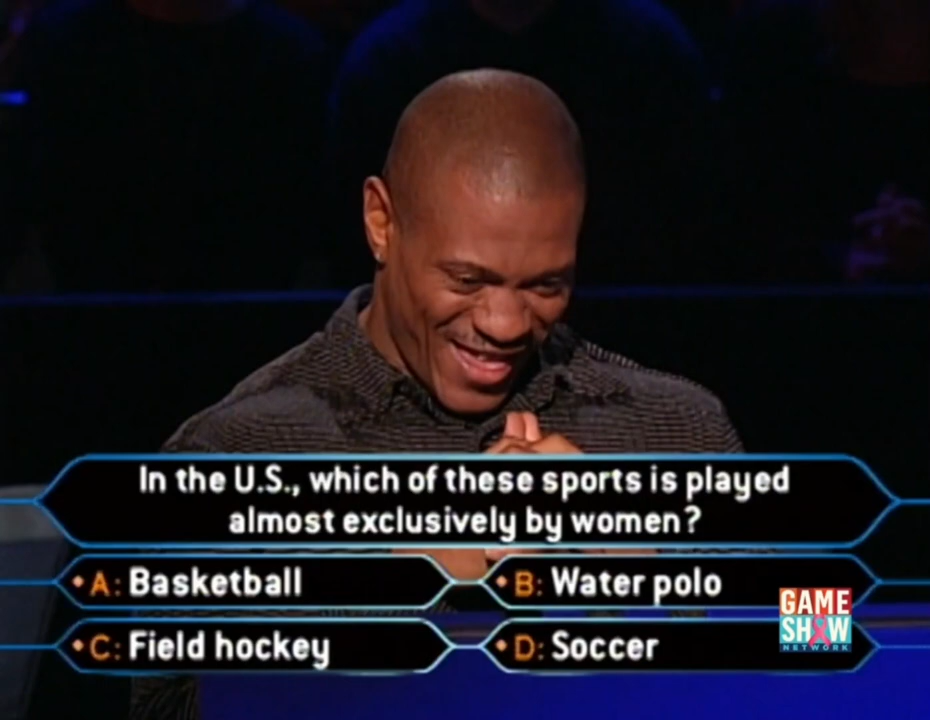 In the U.S., which of these sports is played
almost exclusively by women?
A: Basketball
B: Water polo
C: Field hockey
D: Soccer
GAME
SHOW
NETWORK